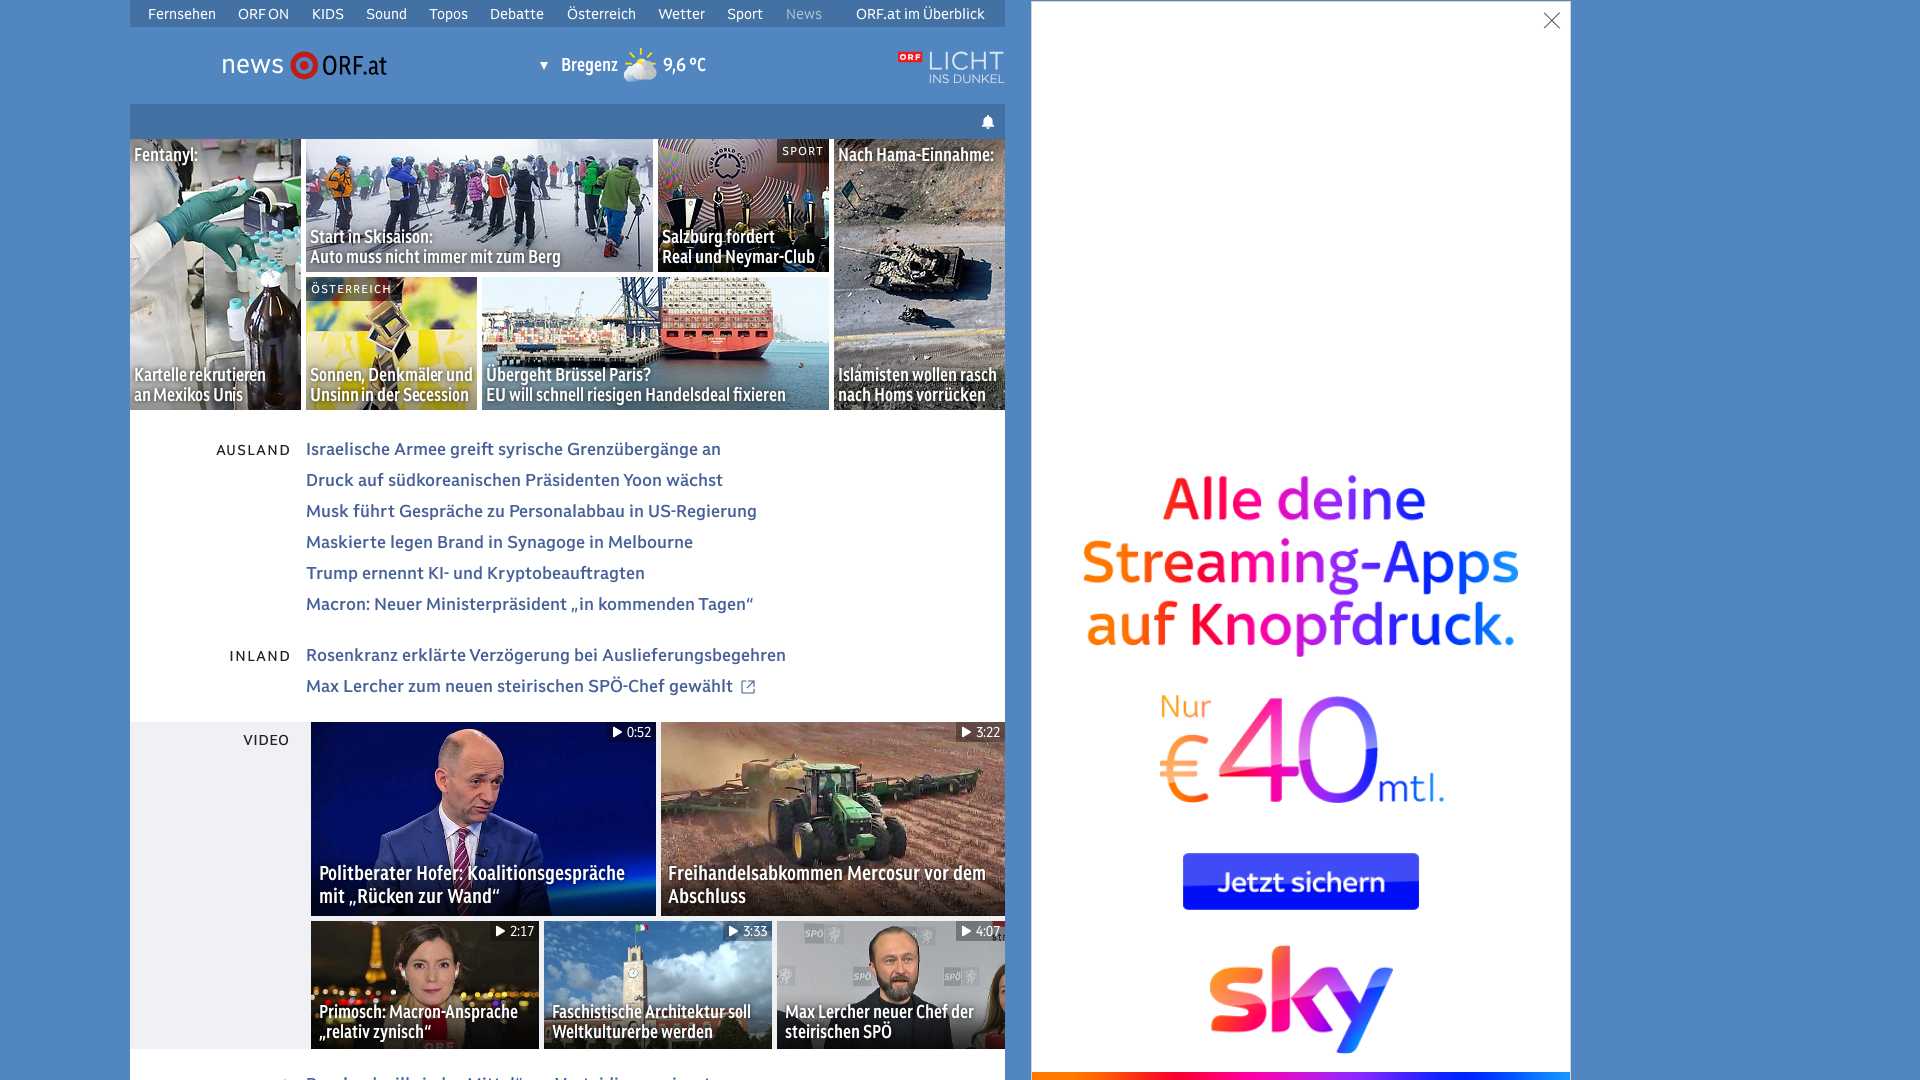 Fernsehen ORF ON KIDS Sound Topos Debatte Österreich Wetter Sport News ORF.at im Überblick
news ORF.at
Bregenz 9,6 °C
ORF LICHT
INS DUNKEL
Fentanyl:
Kartelle rekrutieren
an Mexikos Unis
Start in Skisaison:
Auto muss nicht immer mit zum Berg
SPORT
Salzburg fordert
Real und Neymar-Club
Nach Hama-Einnahme:
Islamisten wollen rasch
nach Homs vorrücken
ÖSTERREICH
Sonnen, Denkmäler und
Unsinn in der Secession
Übergeht Brüssel Paris?
EU will schnell riesigen Handelsdeal fixieren
AUSLAND
Israelische Armee greift syrische Grenzübergänge an
Druck auf südkoreanischen Präsidenten Yoon wächst
Musk führt Gespräche zu Personalabbau in US-Regierung
Maskierte legen Brand in Synagoge in Melbourne
Trump ernennt KI- und Kryptobeauftragten
Macron: Neuer Ministerpräsident „in kommenden Tagen“
INLAND
Rosenkranz erklärte Verzögerung bei Auslieferungsbegehren
Max Lercher zum neuen steirischen SPÖ-Chef gewählt
VIDEO
0:52
Politberater Hofer: Koalitionsgespräche
mit „Rücken zur Wand“
3:22
Freihandelsabkommen Mercosur vor dem
Abschluss
2:17
Primosch: Macron-Ansprache
„relativ zynisch“
3:33
Faschistische Architektur soll
Weltkulturerbe werden
4:07
Max Lercher neuer Chef der
steirischen SPÖ
Alle deine
Streaming-Apps
auf Knopfdruck.
Nur
€40 mtl.
Jetzt sichern
sky